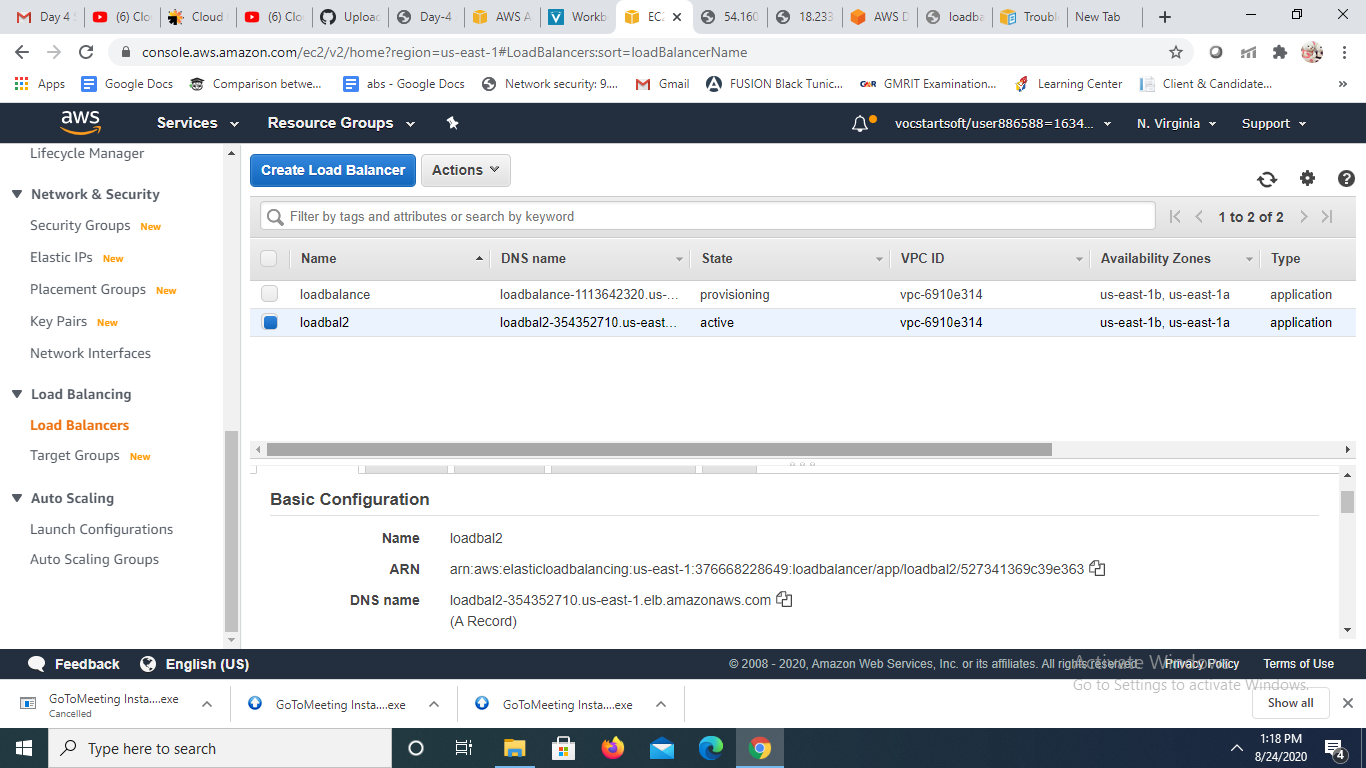 Day 4 (6) Clo Cloud (6) Clo Upload Day-4 AWS A Workb EC2 54.160 18.233 AWS D loadba Troubl New Tab
console.aws.amazon.com/ec2/v2/home?region=us-east-1#LoadBalancers:sort=loadBalancerName
Apps Google Docs Comparison betwe... abs - Google Docs Network security: 9.... Gmail FUSION Black Tunic... GMR GMRIT Examination... Learning Center Client & Candidate... »
aws Services Resource Groups vocstartsoft/user886588=1634... N. Virginia Support
Lifecycle Manager
Network & Security
Security Groups New
Elastic IPs New
Placement Groups New
Key Pairs New
Network Interfaces
Load Balancing
Load Balancers
Target Groups New
Auto Scaling
Launch Configurations
Auto Scaling Groups
Create Load Balancer Actions
Filter by tags and attributes or search by keyword 1 to 2 of 2
Name DNS name State VPC ID Availability Zones Type
loadbalance loadbalance-1113642320.us-... provisioning vpc-6910e314 us-east-1b, us-east-1a application
loadbal2 loadbal2-354352710.us-east... active vpc-6910e314 us-east-1b, us-east-1a application
Basic Configuration
Name loadbal2
ARN arn:aws:elasticloadbalancing:us-east-1:376668228649:loadbalancer/app/loadbal2/527341369c39e363
DNS name loadbal2-354352710.us-east-1.elb.amazonaws.com
(A Record)
Feedback English (US) © 2008 - 2020, Amazon Web Services, Inc. or its affiliates. All rights reserved. Privacy Policy Terms of Use
Activate Windows
Go to Settings to activate Windows.
GoToMeeting Insta....exe GoToMeeting Insta....exe GoToMeeting Insta....exe Show all
Cancelled
Type here to search 1:18 PM
8/24/2020 4